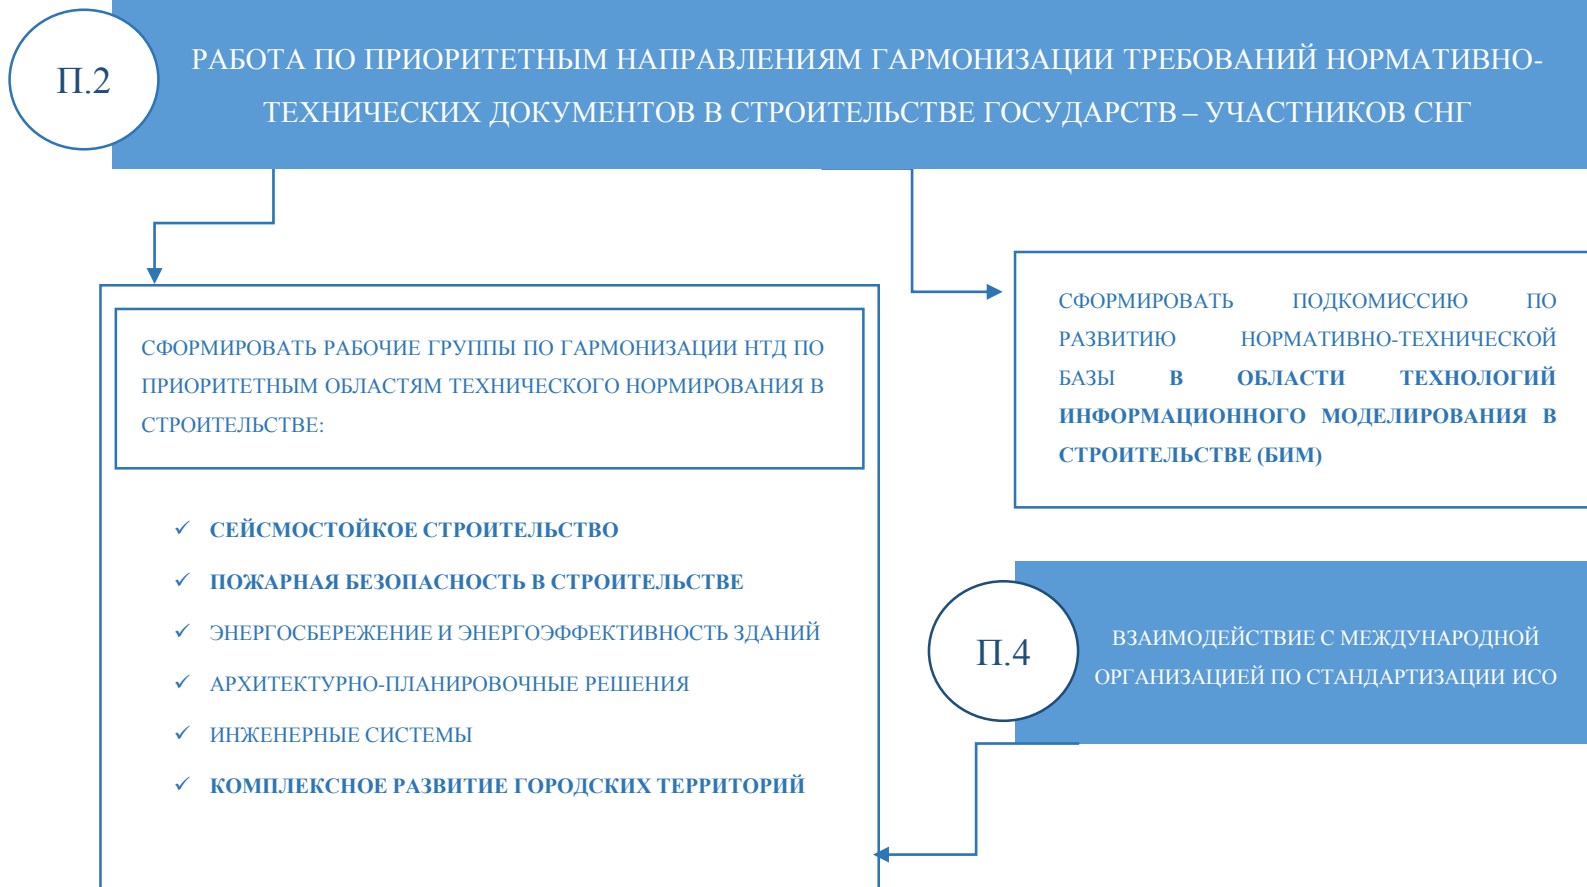 П.2
РАБОТА ПО ПРИОРИТЕТНЫМ НАПРАВЛЕНИЯМ ГАРМОНИЗАЦИИ ТРЕБОВАНИЙ НОРМАТИВНО-
ТЕХНИЧЕСКИХ ДОКУМЕНТОВ В СТРОИТЕЛЬСТВЕ ГОСУДАРСТВ – УЧАСТНИКОВ СНГ
СФОРМИРОВАТЬ РАБОЧИЕ ГРУППЫ ПО ГАРМОНИЗАЦИИ НТД ПО
ПРИОРИТЕТНЫМ ОБЛАСТЯМ ТЕХНИЧЕСКОГО НОРМИРОВАНИЯ В
СТРОИТЕЛЬСТВЕ:
✓ СЕЙСМОСТОЙКОЕ СТРОИТЕЛЬСТВО
✓ ПОЖАРНАЯ БЕЗОПАСНОСТЬ В СТРОИТЕЛЬСТВЕ
✓ ЭНЕРГОСБЕРЕЖЕНИЕ И ЭНЕРГОЭФФЕКТИВНОСТЬ ЗДАНИЙ
✓ АРХИТЕКТУРНО-ПЛАНИРОВОЧНЫЕ РЕШЕНИЯ
✓ ИНЖЕНЕРНЫЕ СИСТЕМЫ
✓ КОМПЛЕКСНОЕ РАЗВИТИЕ ГОРОДСКИХ ТЕРРИТОРИЙ
СФОРМИРОВАТЬ ПОДКОМИССИЮ ПО
РАЗВИТИЮ НОРМАТИВНО-ТЕХНИЧЕСКОЙ
БАЗЫ В ОБЛАСТИ ТЕХНОЛОГИЙ
ИНФОРМАЦИОННОГО МОДЕЛИРОВАНИЯ В
СТРОИТЕЛЬСТВЕ (БИМ)
П.4
ВЗАИМОДЕЙСТВИЕ С МЕЖДУНАРОДНОЙ
ОРГАНИЗАЦИЕЙ ПО СТАНДАРТИЗАЦИИ ИСО